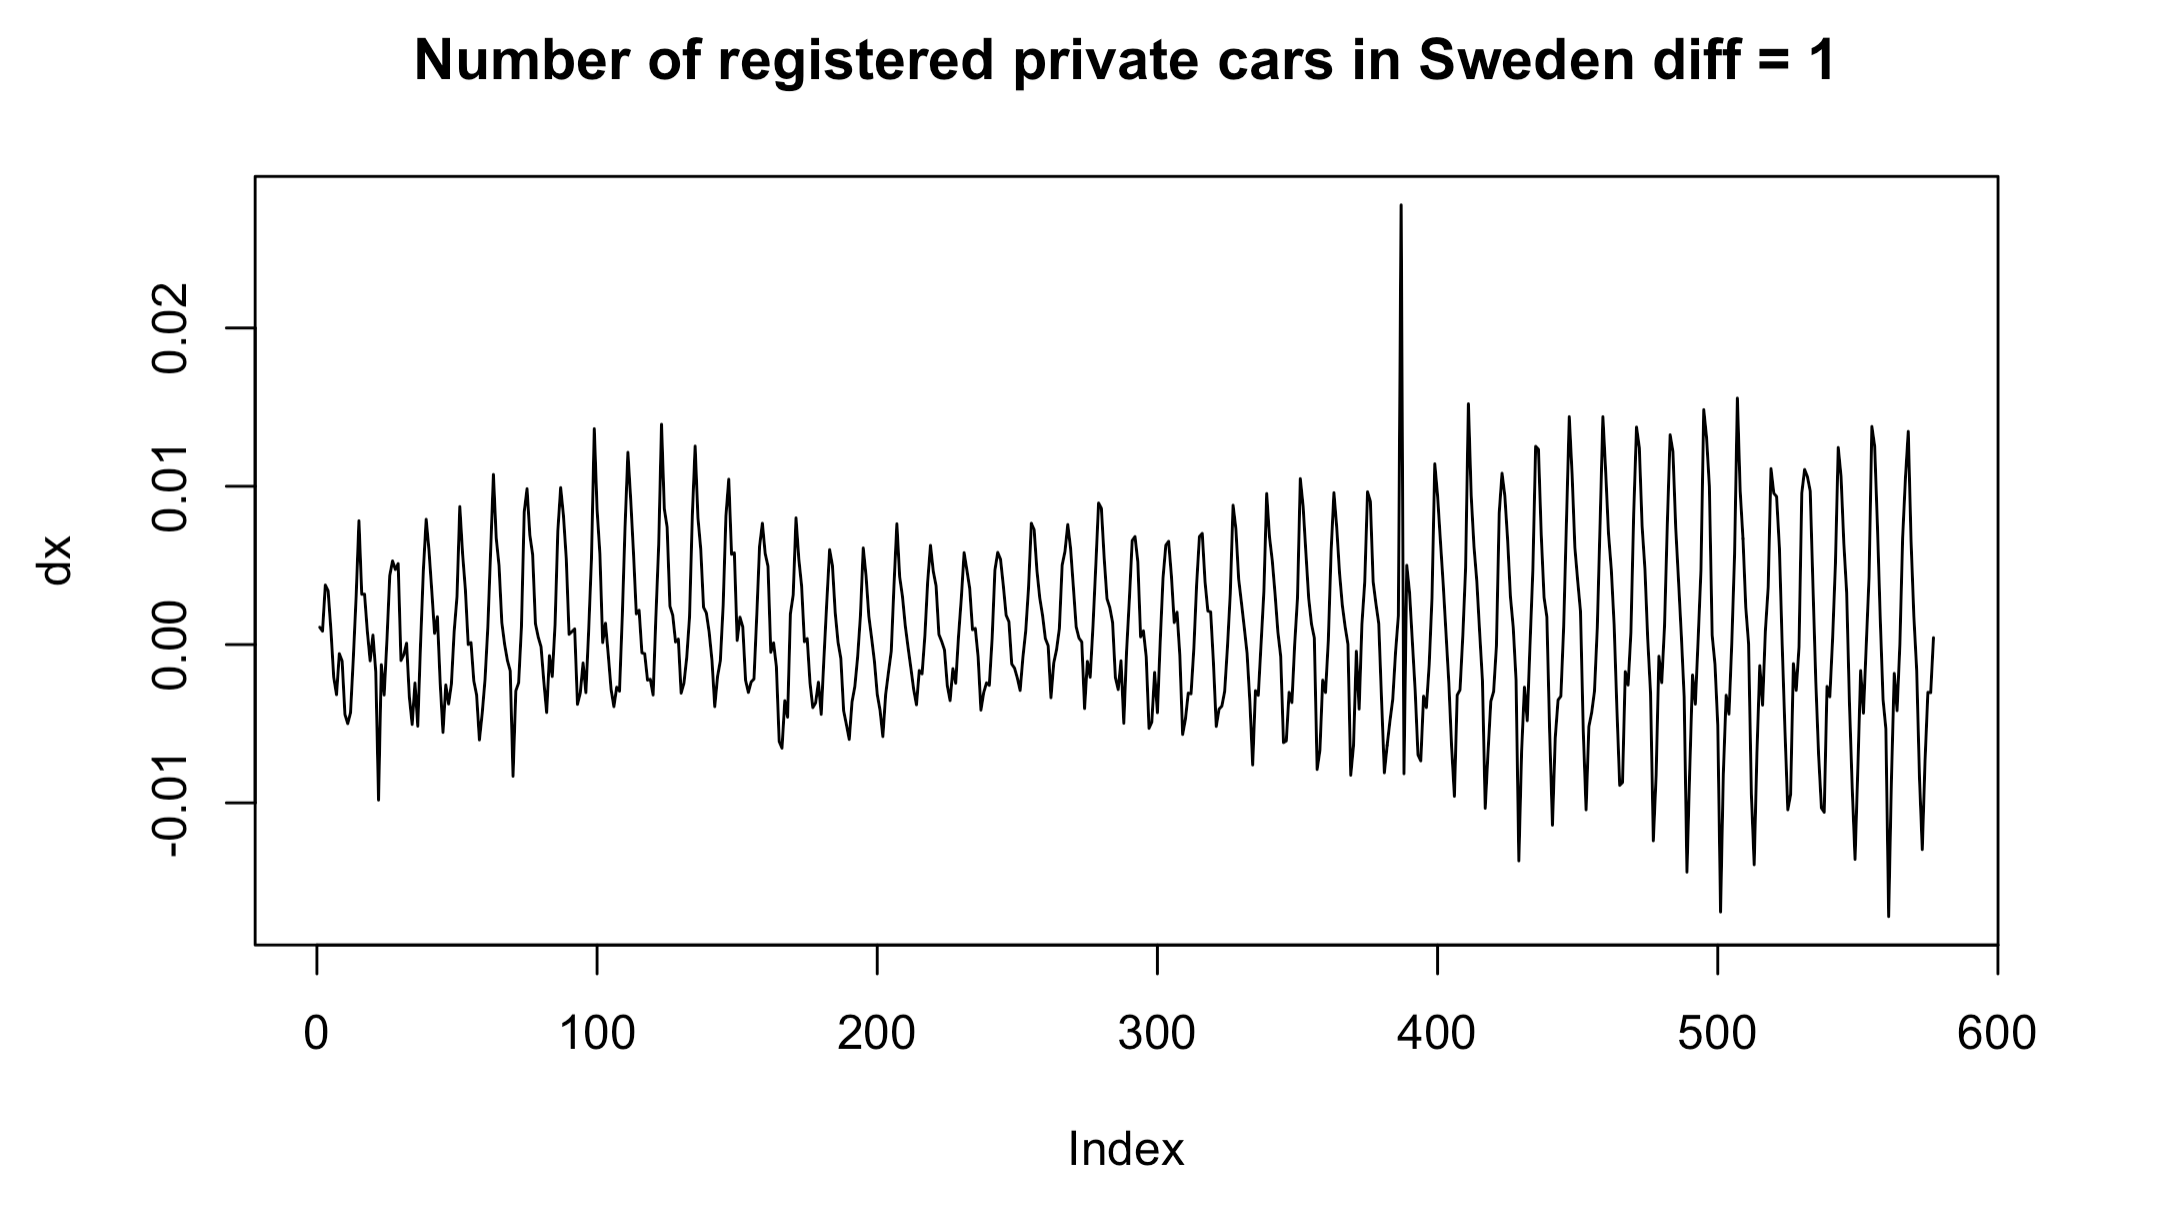 Number of registered private cars in Sweden diff = 1
dx
0.02
0.01
0.00
-0.01
0 100 200 300 400 500 600
Index